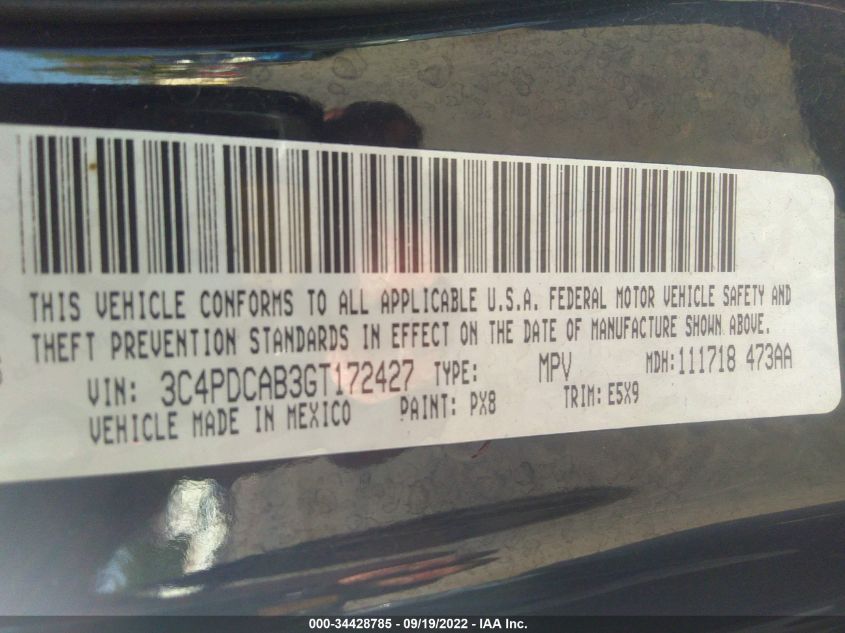 THIS VEHICLE CONFORMS TO ALL APPLICABLE U.S.A. FEDERAL MOTOR VEHICLE SAFETY AND
THEFT PREVENTION STANDARDS IN EFFECT ON THE DATE OF MANUFACTURE SHOWN ABOVE.
VIN: 3C4PDCAB3GT172427 TYPE: MPV MDH:111718 473AA
VEHICLE MADE IN MEXICO PAINT: PX8 TRIM:E5X9
000-34428785 - 09/19/2022 - IAA Inc.